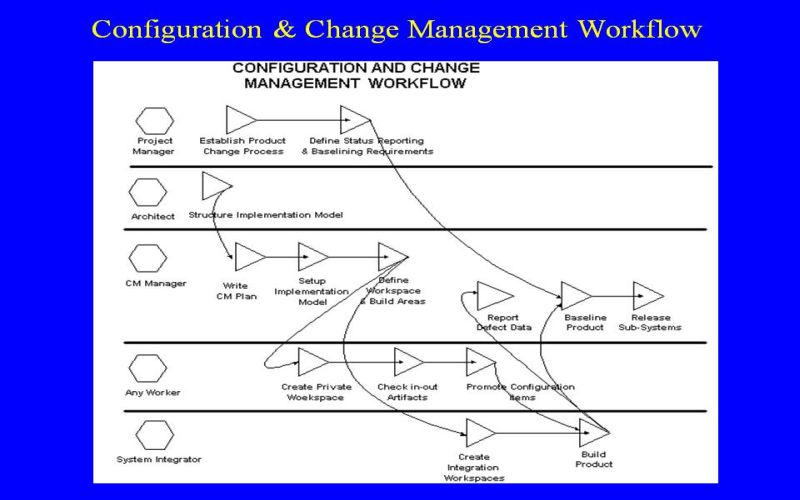 Configuration & Change Management Workflow
CONFIGURATION AND CHANGE
MANAGEMENT WORKFLOW
Project
Manager
Establish Product
Change Process
Define Status Reporting
& Baselining Requirements
Architect
Structure Implementation Model
CM Manager
Write
CM Plan
Setup
Implementation
Model
Define
Workspace
& Build Areas
Report
Defect Data
Baseline
Product
Release
Sub-Systems
Any Worker
Create Private
Woekspace
Check in-out
Artifacts
Promote Configuration
Items
System Integrator
Create
Integration
Workspaces
Build
Product